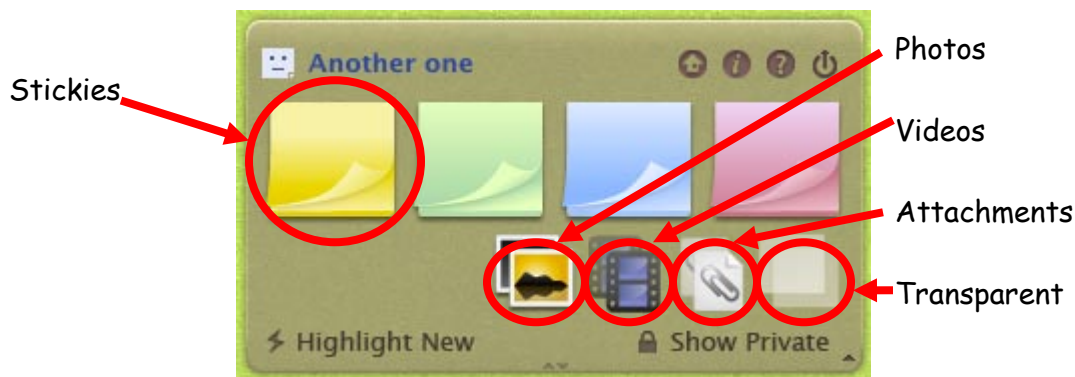 Photos
Another one
Stickies
Videos
Attachments
Transparent
Highlight New
Show Private